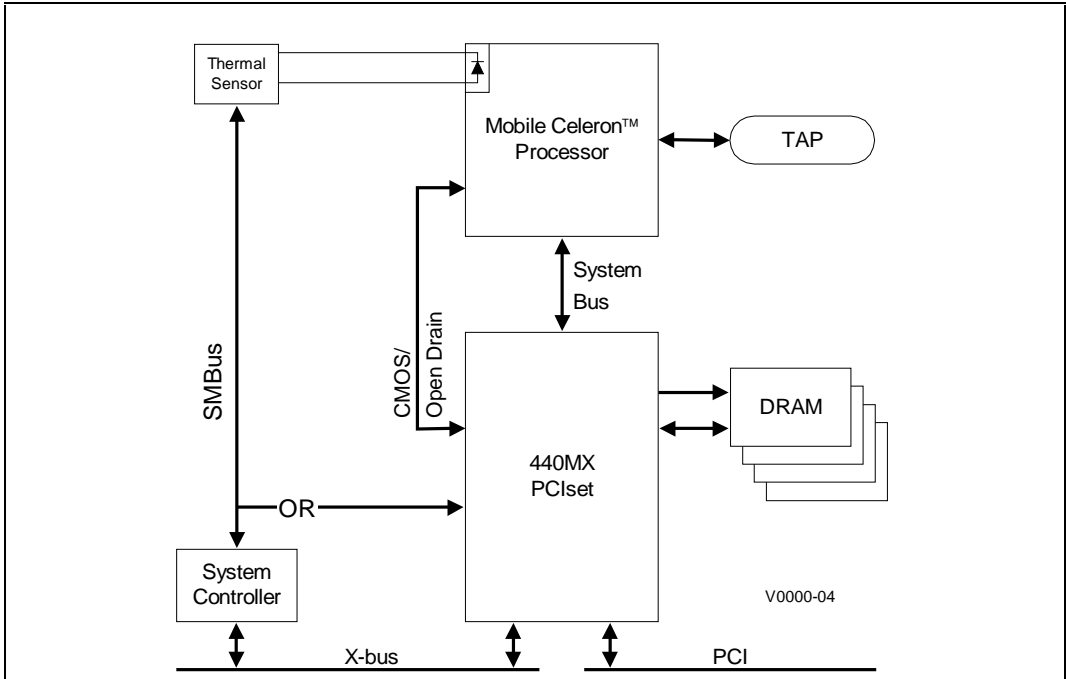 Thermal
Sensor
Mobile Celeron™
Processor
TAP
System
Bus
SMBus
CMOS/
Open Drain
DRAM
440MX
PCIset
OR
System
Controller
V0000-04
X-bus
PCI